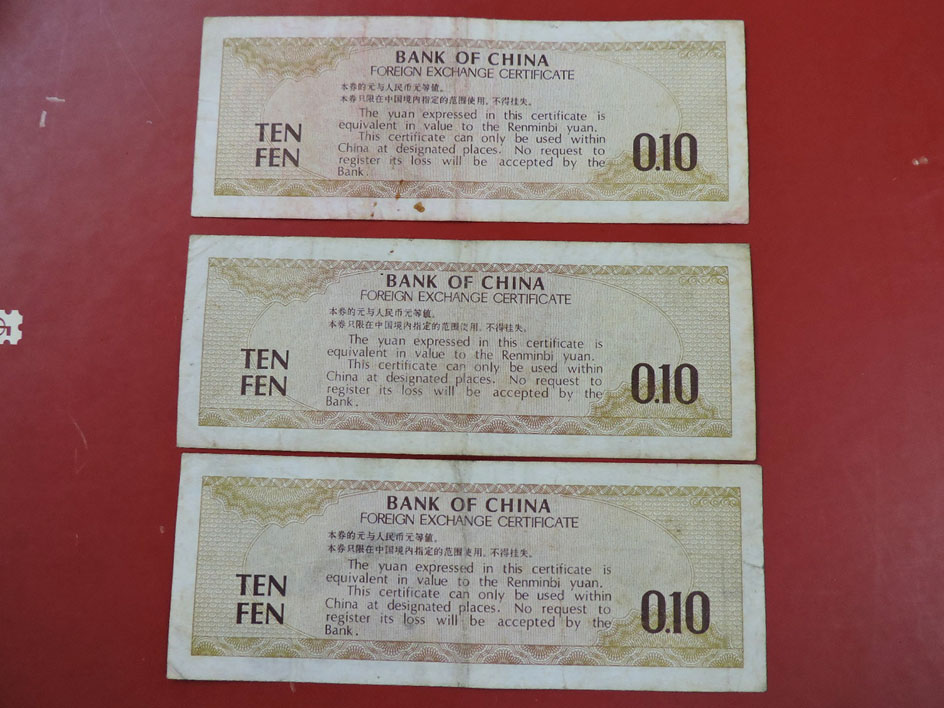 BANK OF CHINA
FOREIGN EXCHANGE CERTIFICATE
本券的元与人民币元等值。
本券只限在中国境内指定的范围使用，不得挂失。
The yuan expressed in this certificate is
equivalent in value to the Renminbi yuan.
This certificate can only be used within
China at designated places. No request to
register its loss will be accepted by the
Bank.
TEN
FEN
0.10
BANK OF CHINA
FOREIGN EXCHANGE CERTIFICATE
本券的元与人民币元等值。
本券只限在中国境内指定的范围使用，不得挂失。
The yuan expressed in this certificate is
equivalent in value to the Renminbi yuan.
This certificate can only be used within
China at designated places. No request to
register its loss will be accepted by the
Bank.
TEN
FEN
0.10
BANK OF CHINA
FOREIGN EXCHANGE CERTIFICATE
本券的元与人民币元等值。
本券只限在中国境内指定的范围使用，不得挂失。
The yuan expressed in this certificate is
equivalent in value to the Renminbi yuan.
This certificate can only be used within
China at designated places. No request to
register its loss will be accepted by the
Bank.
TEN
FEN
0.10